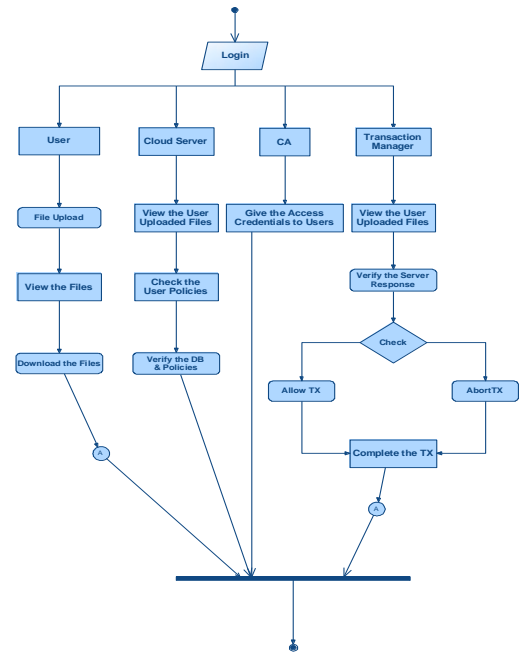 Login
User
Cloud Server
CA
Transaction
Manager
File Upload
View the User
Uploaded Files
Give the Access
Credentials to Users
View the User
Uploaded Files
View the Files
Check the
User Policies
Verify the Server
Response
Check
Download the Files
Verify the DB
& Policies
Allow TX
AbortTX
A
Complete the TX
A